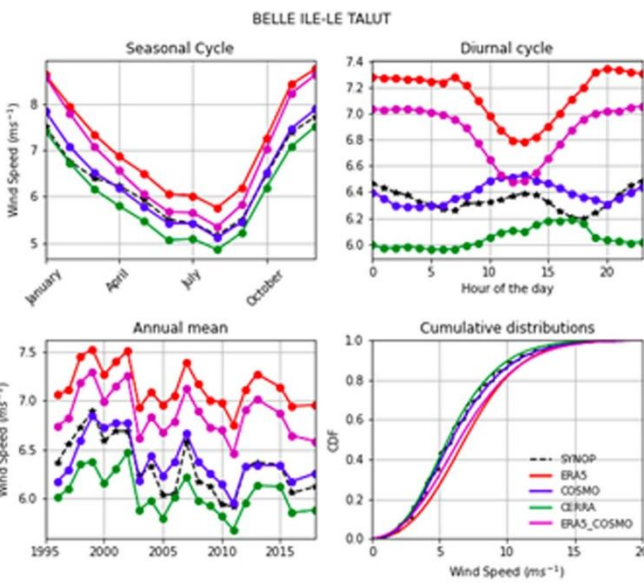 BELLE ILE-LE TALUT
Seasonal Cycle
Wind Speed (ms⁻¹)
8
7
6
5
January
April
July
October
Diurnal cycle
7.4
7.2
7.0
6.8
6.6
6.4
6.2
6.0
0
5
10
15
20
Hour of the day
Annual mean
Wind Speed (ms⁻¹)
7.5
7.0
6.5
6.0
1995
2000
2005
2010
2015
Cumulative distributions
CDF
1.0
0.8
0.6
0.4
0.2
0.0
SYNOP
ERA5
COSMO
CERRA
ERA5_COSMO
0
5
10
15
Wind Speed (ms⁻¹)